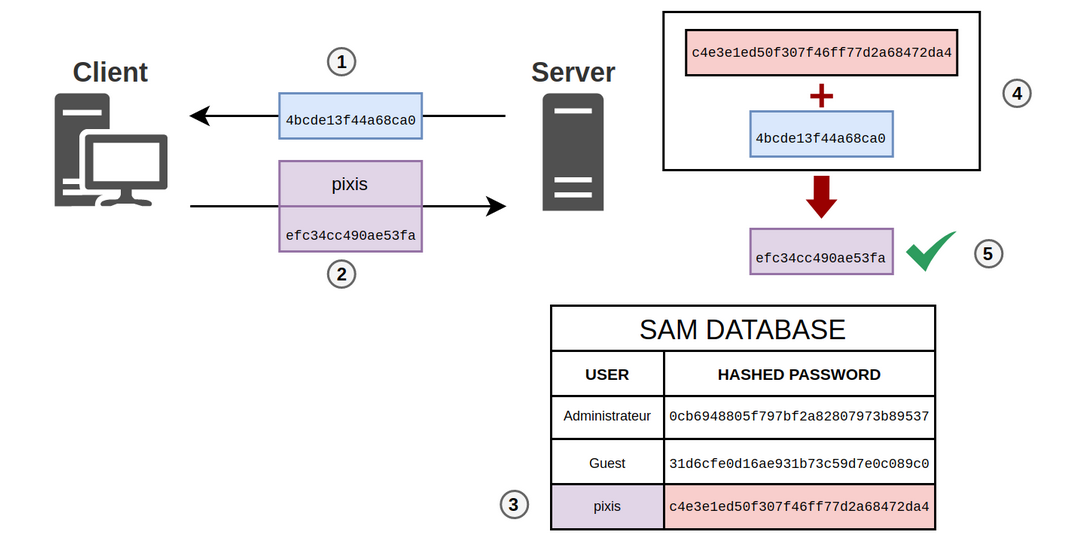 Client
1
4bcde13f44a68ca0
pixis
efc34cc490ae53fa
2
Server
c4e3e1ed50f307f46ff77d2a68472da4
+
4bcde13f44a68ca0
4
efc34cc490ae53fa
5
SAM DATABASE
USER HASHED PASSWORD
Administrateur 0cb6948805f797bf2a82807973b89537
Guest 31d6cfe0d16ae931b73c59d7e0c089c0
3 pixis c4e3e1ed50f307f46ff77d2a68472da4